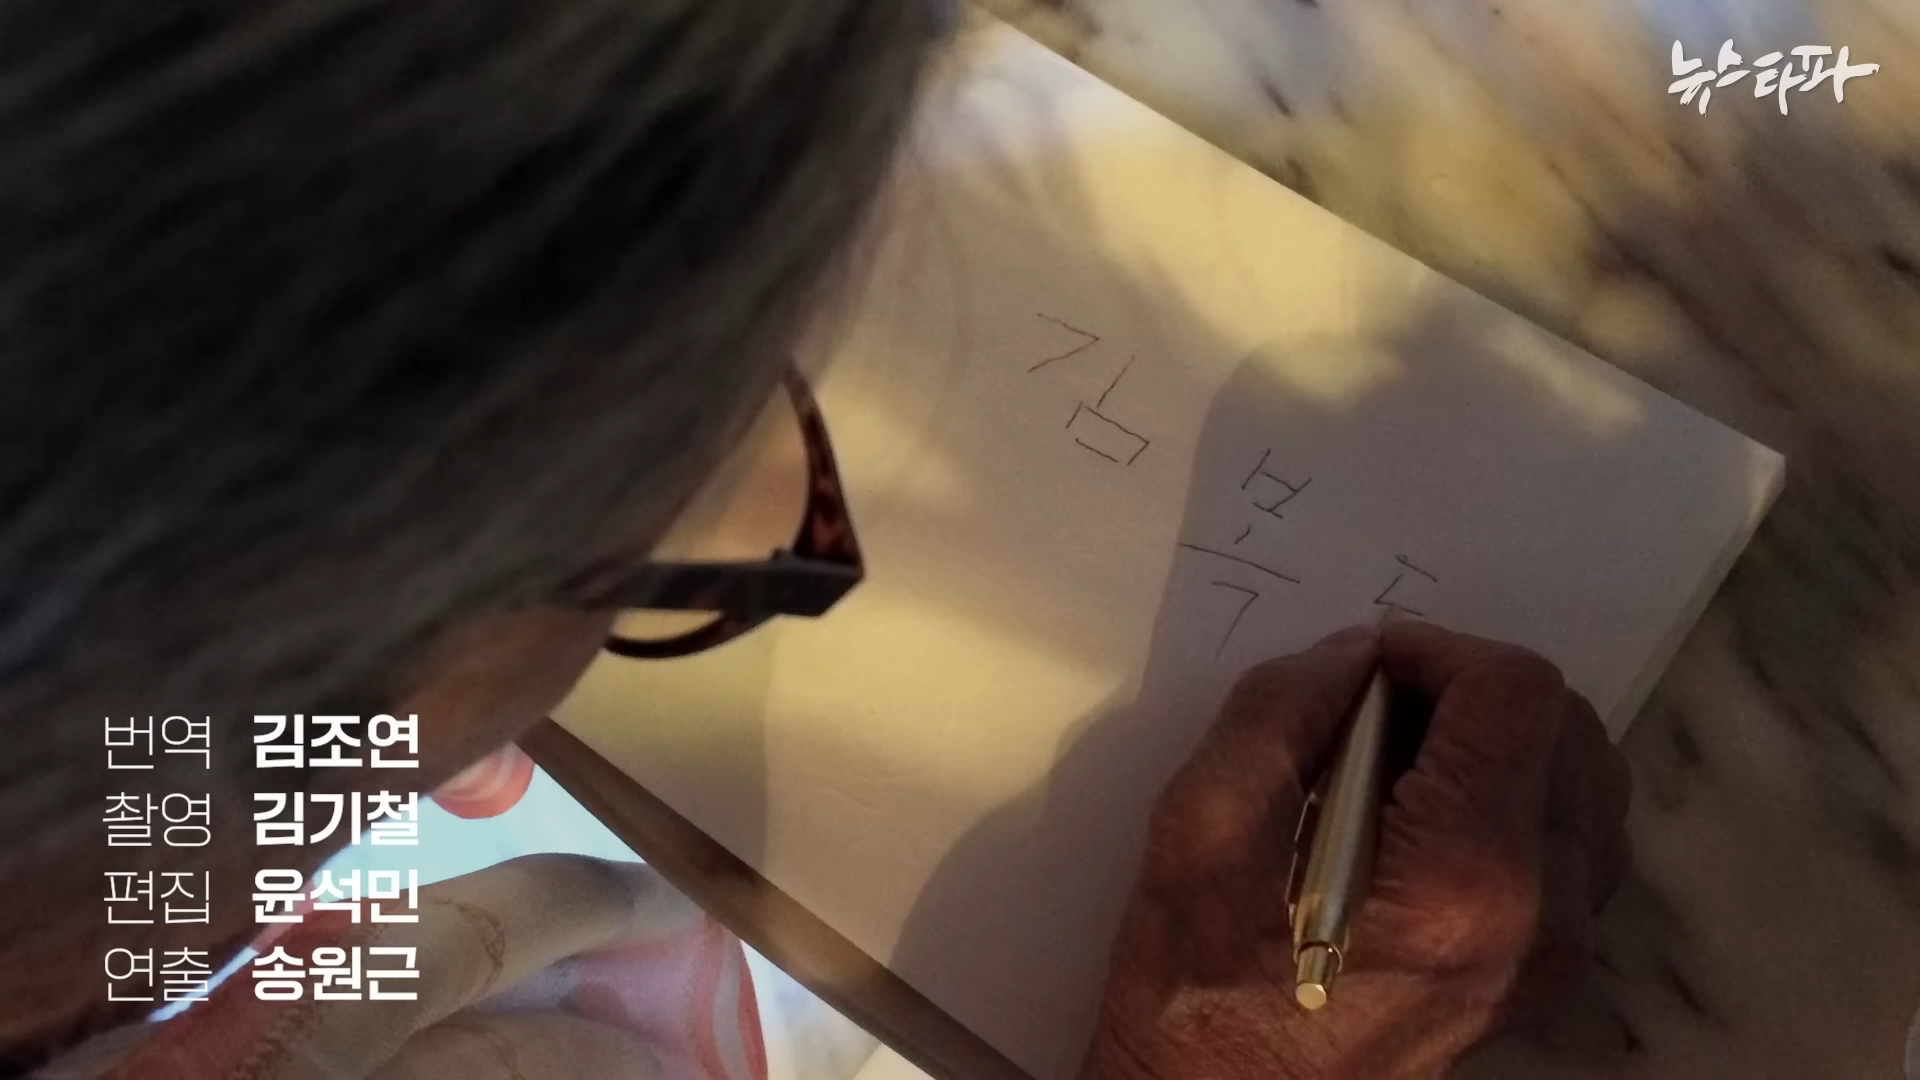 뉴스타파
김복도
번역 김조연
촬영 김기철
편집 윤석민
연출 송원근